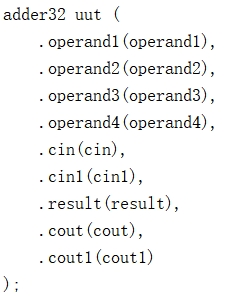 adder32 uut (
    .operand1(operand1),
    .operand2(operand2),
    .operand3(operand3),
    .operand4(operand4),
    .cin(cin),
    .cin1(cin1),
    .result(result),
    .cout(cout),
    .cout1(cout1)
);